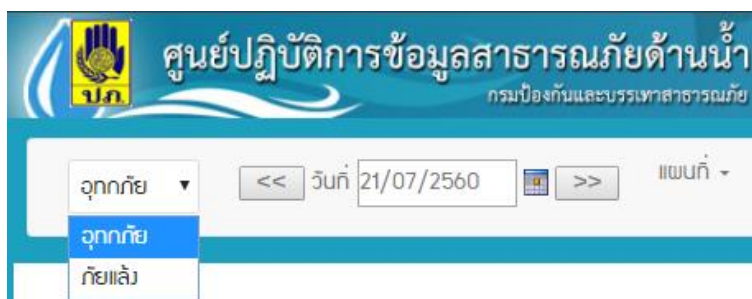 ศูนย์ปฏิบัติการข้อมูลสาธารณภัยด้านน้ำ
ปภ.
กรมป้องกันและบรรเทาสาธารณภัย
อุทกภัย ▼ << วันที่ 21/07/2560 >> แผนที่
อุทกภัย
ภัยแล้ง